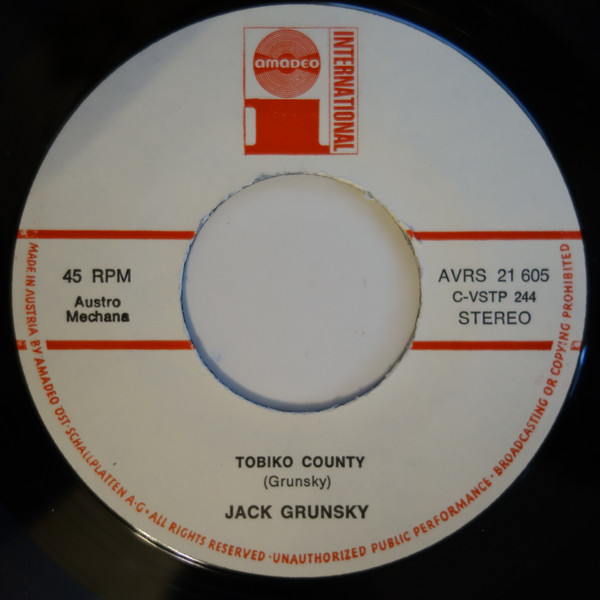 amadeo
INTERNATIONAL
45 RPM
Austro
Mechana
AVRS 21 605
C-VSTP 244
STEREO
TOBIKO COUNTY
(Grunsky)
JACK GRUNSKY
MADE IN AUSTRIA BY AMADEO ÖST. SCHALLPLATTEN A·G · ALL RIGHTS RESERVED · UNAUTHORIZED PUBLIC PERFORMANCE · BROADCASTING OR COPYING PROHIBITED